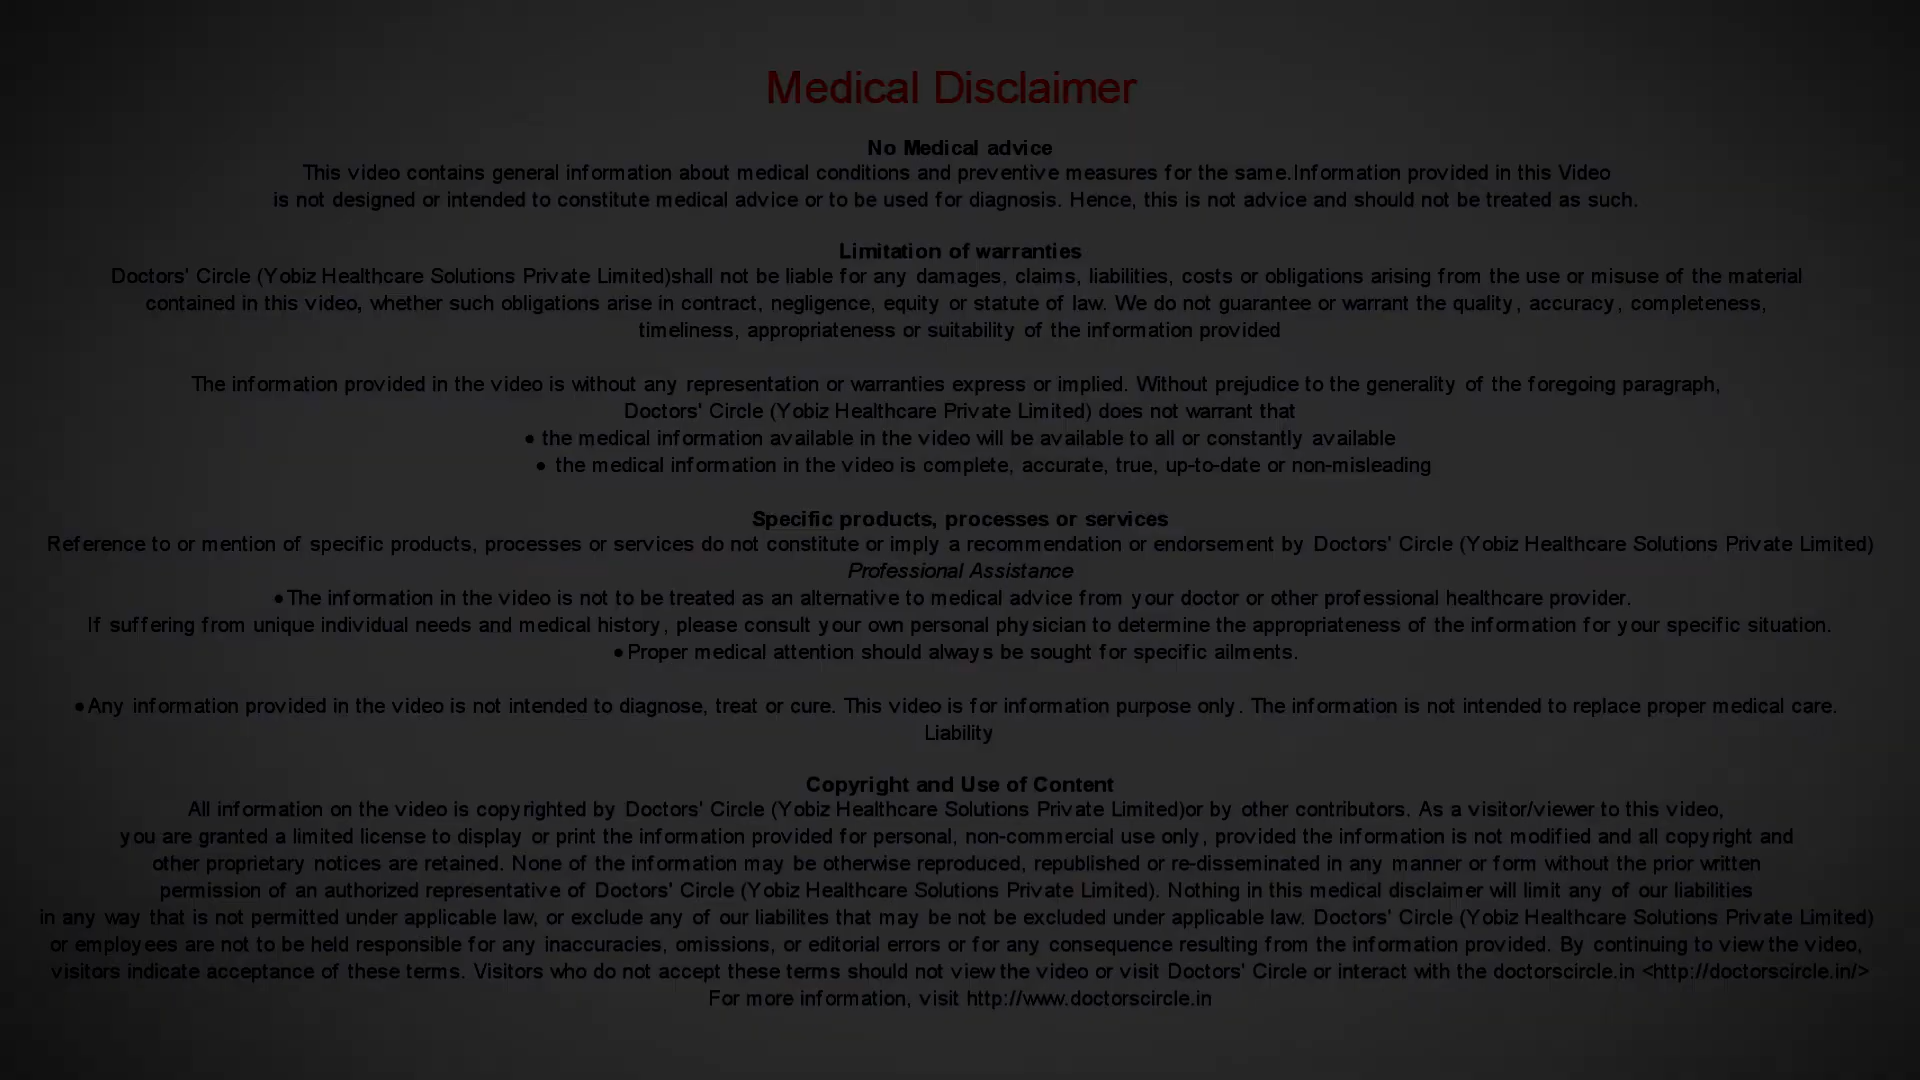 Medical Disclaimer
No Medical advice
This video contains general information about medical conditions and preventive measures for the same.Information provided in this Video
is not designed or intended to constitute medical advice or to be used for diagnosis. Hence, this is not advice and should not be treated as such.
Limitation of warranties
Doctors' Circle (Yobiz Healthcare Solutions Private Limited)shall not be liable for any damages, claims, liabilities, costs or obligations arising from the use or misuse of the material
contained in this video, whether such obligations arise in contract, negligence, equity or statute of law. We do not guarantee or warrant the quality, accuracy, completeness,
timeliness, appropriateness or suitability of the information provided
The information provided in the video is without any representation or warranties express or implied. Without prejudice to the generality of the foregoing paragraph,
Doctors' Circle (Yobiz Healthcare Private Limited) does not warrant that
• the medical information available in the video will be available to all or constantly available
• the medical information in the video is complete, accurate, true, up-to-date or non-misleading
Specific products, processes or services
Reference to or mention of specific products, processes or services do not constitute or imply a recommendation or endorsement by Doctors' Circle (Yobiz Healthcare Solutions Private Limited)
Professional Assistance
•The information in the video is not to be treated as an alternative to medical advice from your doctor or other professional healthcare provider.
If suffering from unique individual needs and medical history, please consult your own personal physician to determine the appropriateness of the information for your specific situation.
•Proper medical attention should always be sought for specific ailments.
•Any information provided in the video is not intended to diagnose, treat or cure. This video is for information purpose only. The information is not intended to replace proper medical care.
Liability
Copyright and Use of Content
All information on the video is copyrighted by Doctors' Circle (Yobiz Healthcare Solutions Private Limited)or by other contributors. As a visitor/viewer to this video,
you are granted a limited license to display or print the information provided for personal, non-commercial use only, provided the information is not modified and all copyright and
other proprietary notices are retained. None of the information may be otherwise reproduced, republished or re-disseminated in any manner or form without the prior written
permission of an authorized representative of Doctors' Circle (Yobiz Healthcare Solutions Private Limited). Nothing in this medical disclaimer will limit any of our liabilities
in any way that is not permitted under applicable law, or exclude any of our liabilites that may be not be excluded under applicable law. Doctors' Circle (Yobiz Healthcare Solutions Private Limited)
or employees are not to be held responsible for any inaccuracies, omissions, or editorial errors or for any consequence resulting from the information provided. By continuing to view the video,
visitors indicate acceptance of these terms. Visitors who do not accept these terms should not view the video or visit Doctors' Circle or interact with the doctorscircle.in <http://doctorscircle.in/>
For more information, visit http://www.doctorscircle.in